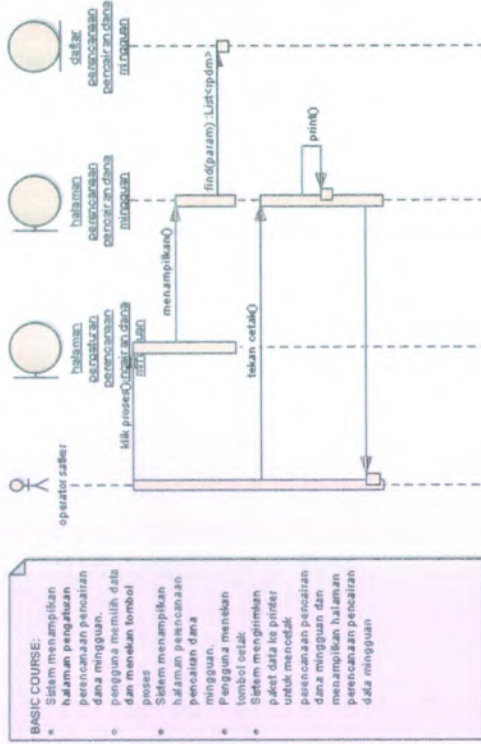 BASIC COURSE:
Sistem menampilkan
halaman pengaturan
perencanaan pencairan
dana mingguan.
pengguna memilih data
dan menekan tombol
proses
Sistem menampilkan
halaman perencanaan
pencairan dana
mingguan.
Pengguna menekan
tombol cetak
Sistem mengirimkan
paket data ke printer
untuk mencetak
perencanaan pencairan
dana mingguan dan
menampilkan halaman
perencanaan pencairan
data mingguan
operator satker
halaman
pengaturan
perencanaan
pencairan dana
mingguan
halaman
perencanaan
pencairan dana
mingguan
daftar
perencanaan
pencairan dana
mingguan
klik proses()
menampilkan()
find(param) :List<rpdm>
tekan cetak()
print()